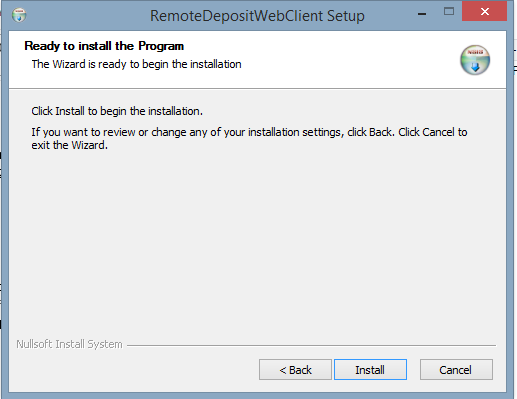 RemoteDepositWebClient Setup
Ready to install the Program
The Wizard is ready to begin the installation
Click Install to begin the installation.
If you want to review or change any of your installation settings, click Back. Click Cancel to
exit the Wizard.
Nullsoft Install System
< Back
Install
Cancel